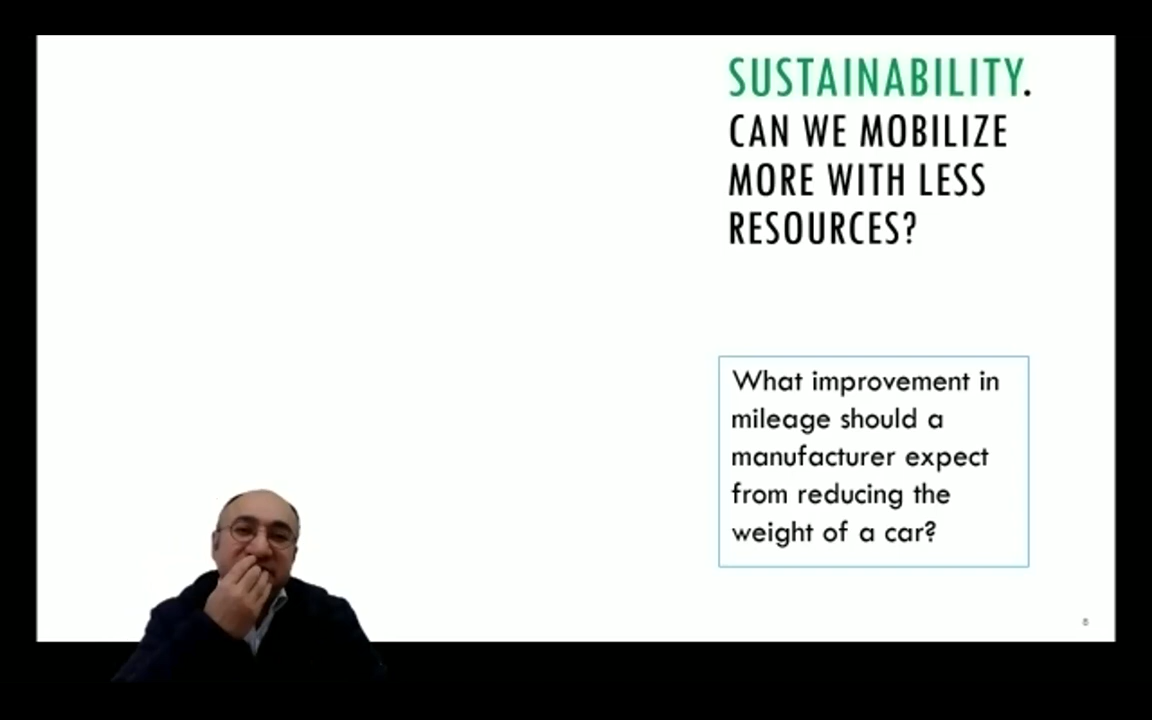 SUSTAINABILITY.
CAN WE MOBILIZE
MORE WITH LESS
RESOURCES?
What improvement in
mileage should a
manufacturer expect
from reducing the
weight of a car?
8